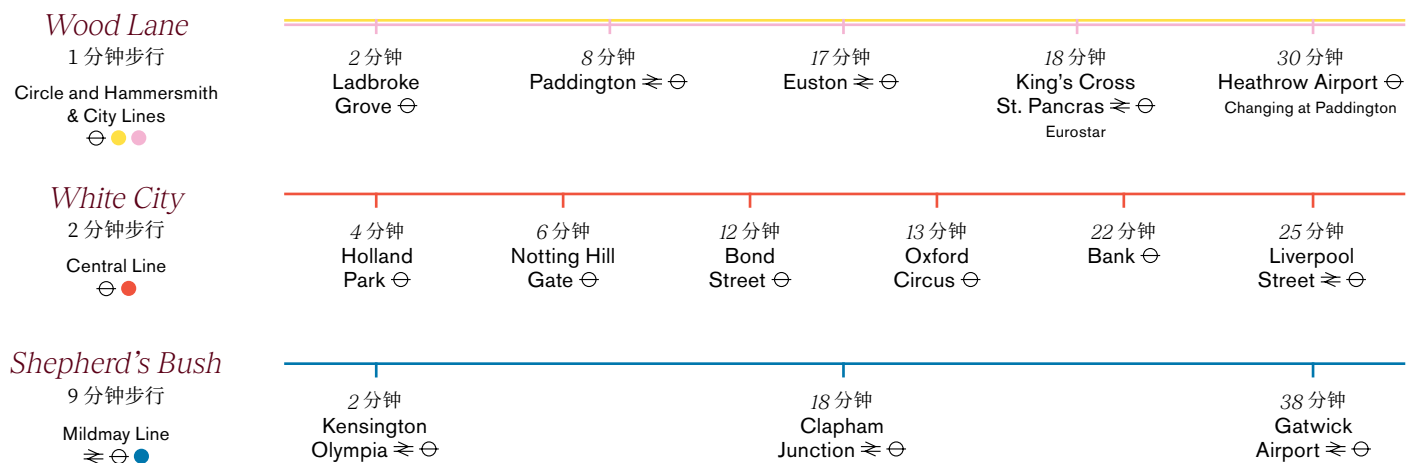 Wood Lane
1 分钟步行
Circle and Hammersmith
& City Lines
2 分钟
Ladbroke
Grove
8 分钟
Paddington
17 分钟
Euston
18 分钟
King's Cross
St. Pancras
Eurostar
30 分钟
Heathrow Airport
Changing at Paddington
White City
2 分钟步行
Central Line
4 分钟
Holland
Park
6 分钟
Notting Hill
Gate
12 分钟
Bond
Street
13 分钟
Oxford
Circus
22 分钟
Bank
25 分钟
Liverpool
Street
Shepherd's Bush
9 分钟步行
Mildmay Line
2 分钟
Kensington
Olympia
18 分钟
Clapham
Junction
38 分钟
Gatwick
Airport